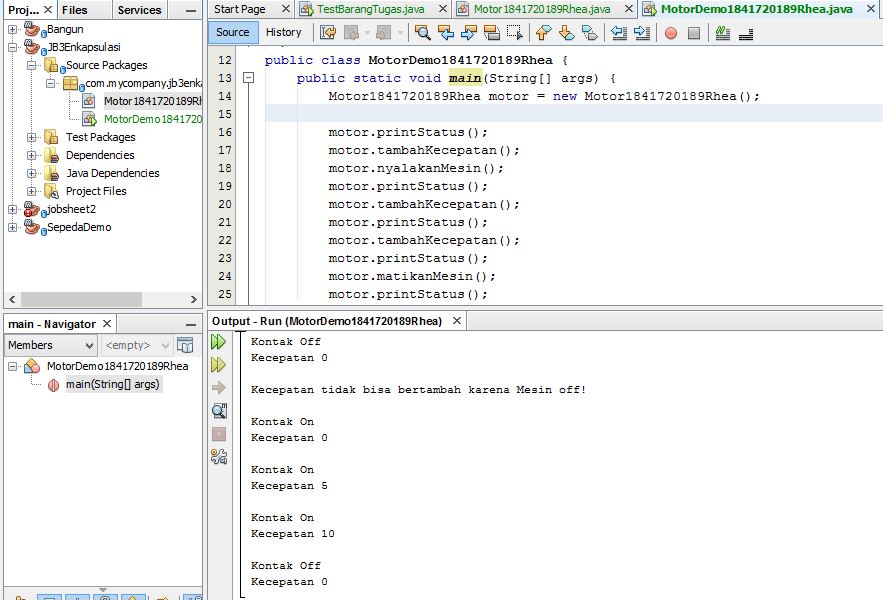 Proj... × Files Services
Bangun
JB3Enkapsulasi
Source Packages
com.mycompany.jb3enk
Motor1841720189Rh
MotorDemo1841720
Test Packages
Dependencies
Java Dependencies
Project Files
jobsheet2
SepedaDemo
main - Navigator ×
Members <empty>
MotorDemo1841720189Rhea
main(String[] args)
Start Page × TestBarangTugas.java × Motor1841720189Rhea.java × MotorDemo1841720189Rhea.java ×
Source History
12 public class MotorDemo1841720189Rhea {
13 public static void main(String[] args) {
14 Motor1841720189Rhea motor = new Motor1841720189Rhea();
15
16 motor.printStatus();
17 motor.tambahKecepatan();
18 motor.nyalakanMesin();
19 motor.printStatus();
20 motor.tambahKecepatan();
21 motor.printStatus();
22 motor.tambahKecepatan();
23 motor.printStatus();
24 motor.matikanMesin();
25 motor.printStatus();
Output - Run (MotorDemo1841720189Rhea) ×
Kontak Off
Kecepatan 0
Kecepatan tidak bisa bertambah karena Mesin off!
Kontak On
Kecepatan 0
Kontak On
Kecepatan 5
Kontak On
Kecepatan 10
Kontak Off
Kecepatan 0